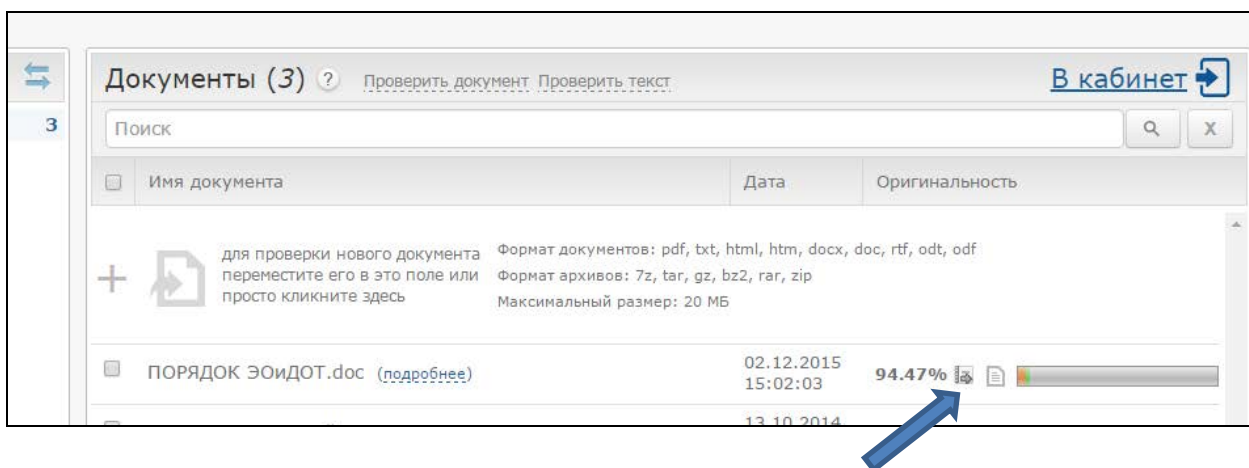 Документы (3) ? Проверить документ Проверить текст В кабинет
3
Поиск X
Имя документа Дата Оригинальность
для проверки нового документа
переместите его в это поле или
просто кликните здесь
Формат документов: pdf, txt, html, htm, docx, doc, rtf, odt, odf
Формат архивов: 7z, tar, gz, bz2, rar, zip
Максимальный размер: 20 МБ
ПОРЯДОК ЭОиДОТ.doc (подробнее)
02.12.2015
15:02:03
94.47%
13.10.2014